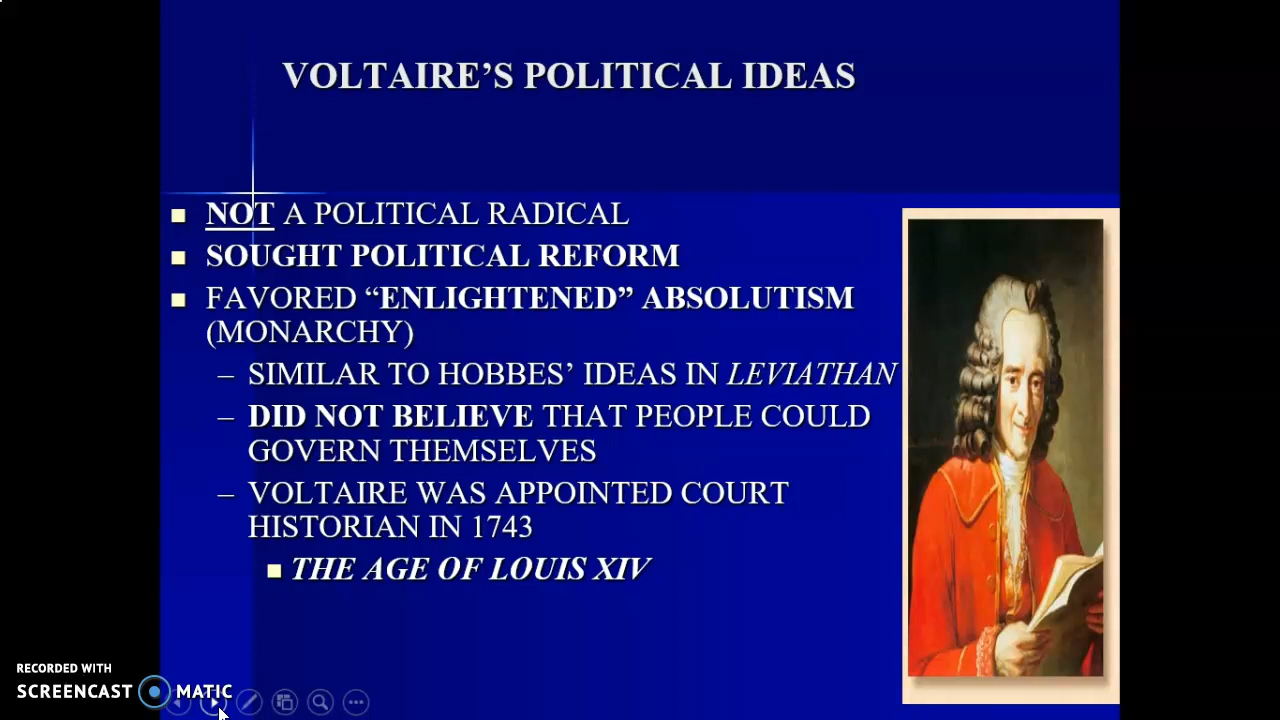 VOLTAIRE’S POLITICAL IDEAS
NOT A POLITICAL RADICAL
SOUGHT POLITICAL REFORM
FAVORED “ENLIGHTENED” ABSOLUTISM
(MONARCHY)
– SIMILAR TO HOBBES’ IDEAS IN LEVIATHAN
– DID NOT BELIEVE THAT PEOPLE COULD
GOVERN THEMSELVES
– VOLTAIRE WAS APPOINTED COURT
HISTORIAN IN 1743
THE AGE OF LOUIS XIV
RECORDED WITH
SCREENCAST MATIC